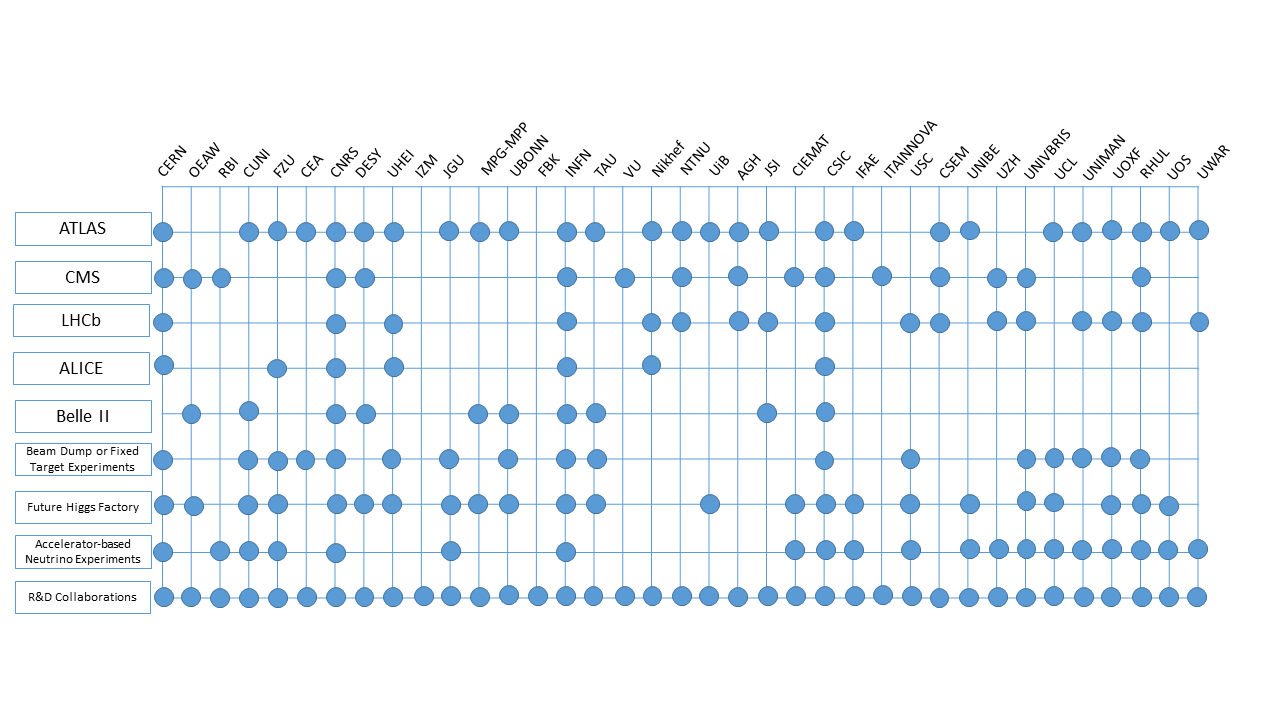 CERN
OEAW
RBI
CUNI
FZU
CEA
CNRS
DESY
UHEI
IZM
JGU
MPG-MPP
UBONN
FBK
INFN
TAU
VU
Nikhef
NTNU
UiB
AGH
JSI
CIEMAT
CSIC
IFAE
ITAINNOVA
USC
CSEM
UNIBE
UZH
UNIVBRIS
UCL
UNIMAN
UOXF
RHUL
UOS
UWAR
ATLAS
CMS
LHCb
ALICE
Belle II
Beam Dump or Fixed
Target Experiments
Future Higgs Factory
Accelerator-based
Neutrino Experiments
R&D Collaborations